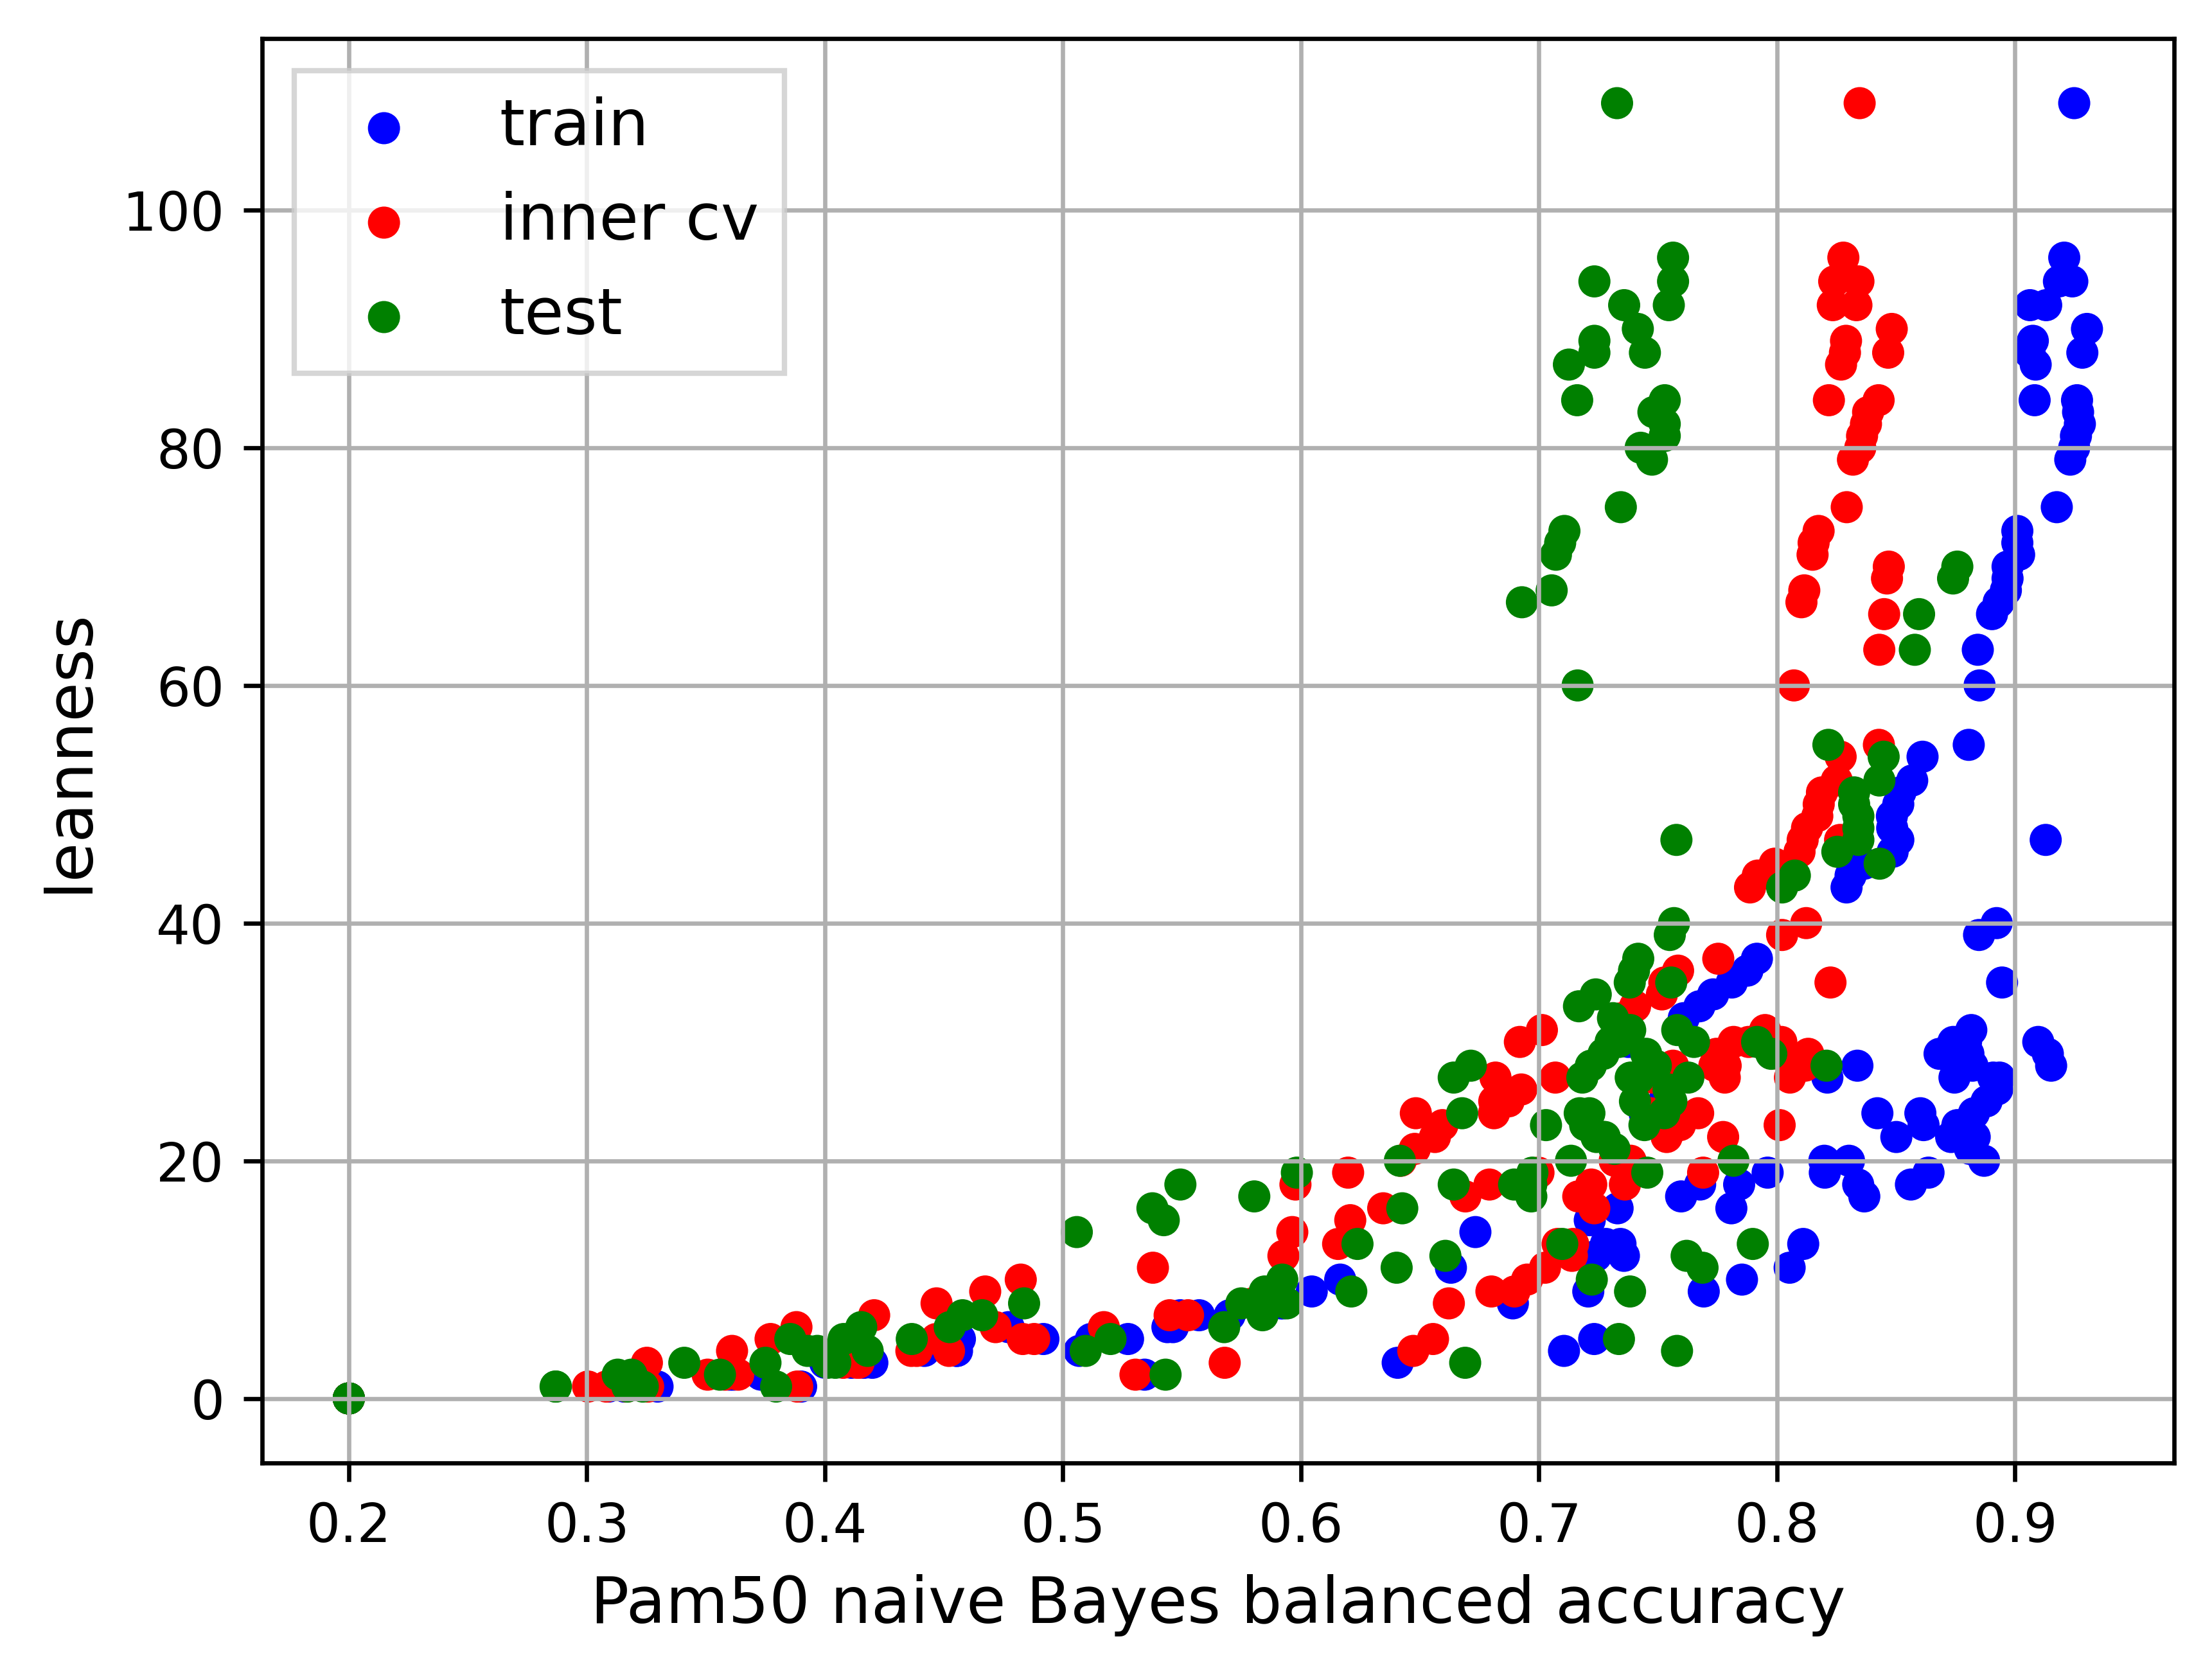 train
inner cv
test
100
80
60
40
20
0
leanness
0.2 0.3 0.4 0.5 0.6 0.7 0.8 0.9
Pam50 naive Bayes balanced accuracy